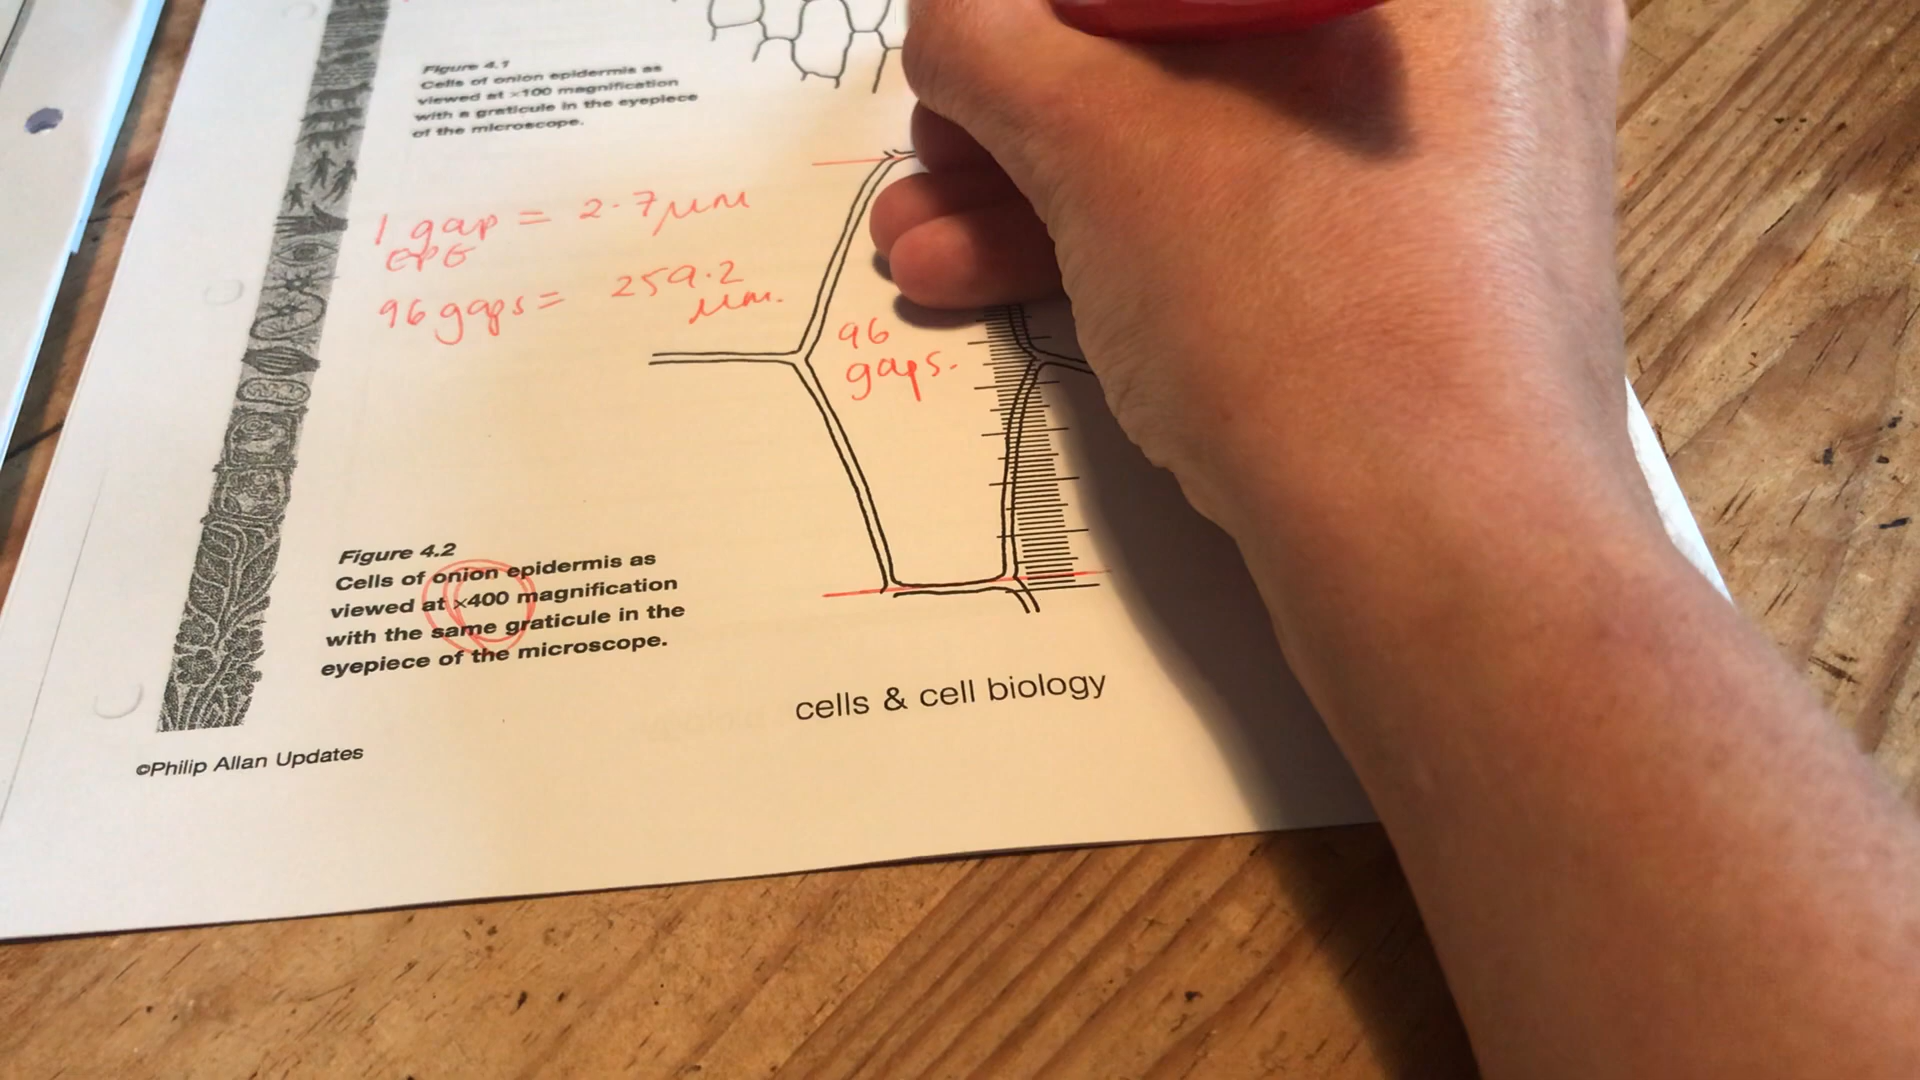 Figure 4.1
Cells of onion epidermis as
viewed at ×100 magnification
with a graticule in the eyepiece
of the microscope.
1 gap = 2.7μm
EPG
96 gaps = 259.2
μm.
96
gaps.
Figure 4.2
Cells of onion epidermis as
viewed at ×400 magnification
with the same graticule in the
eyepiece of the microscope.
cells & cell biology
©Philip Allan Updates